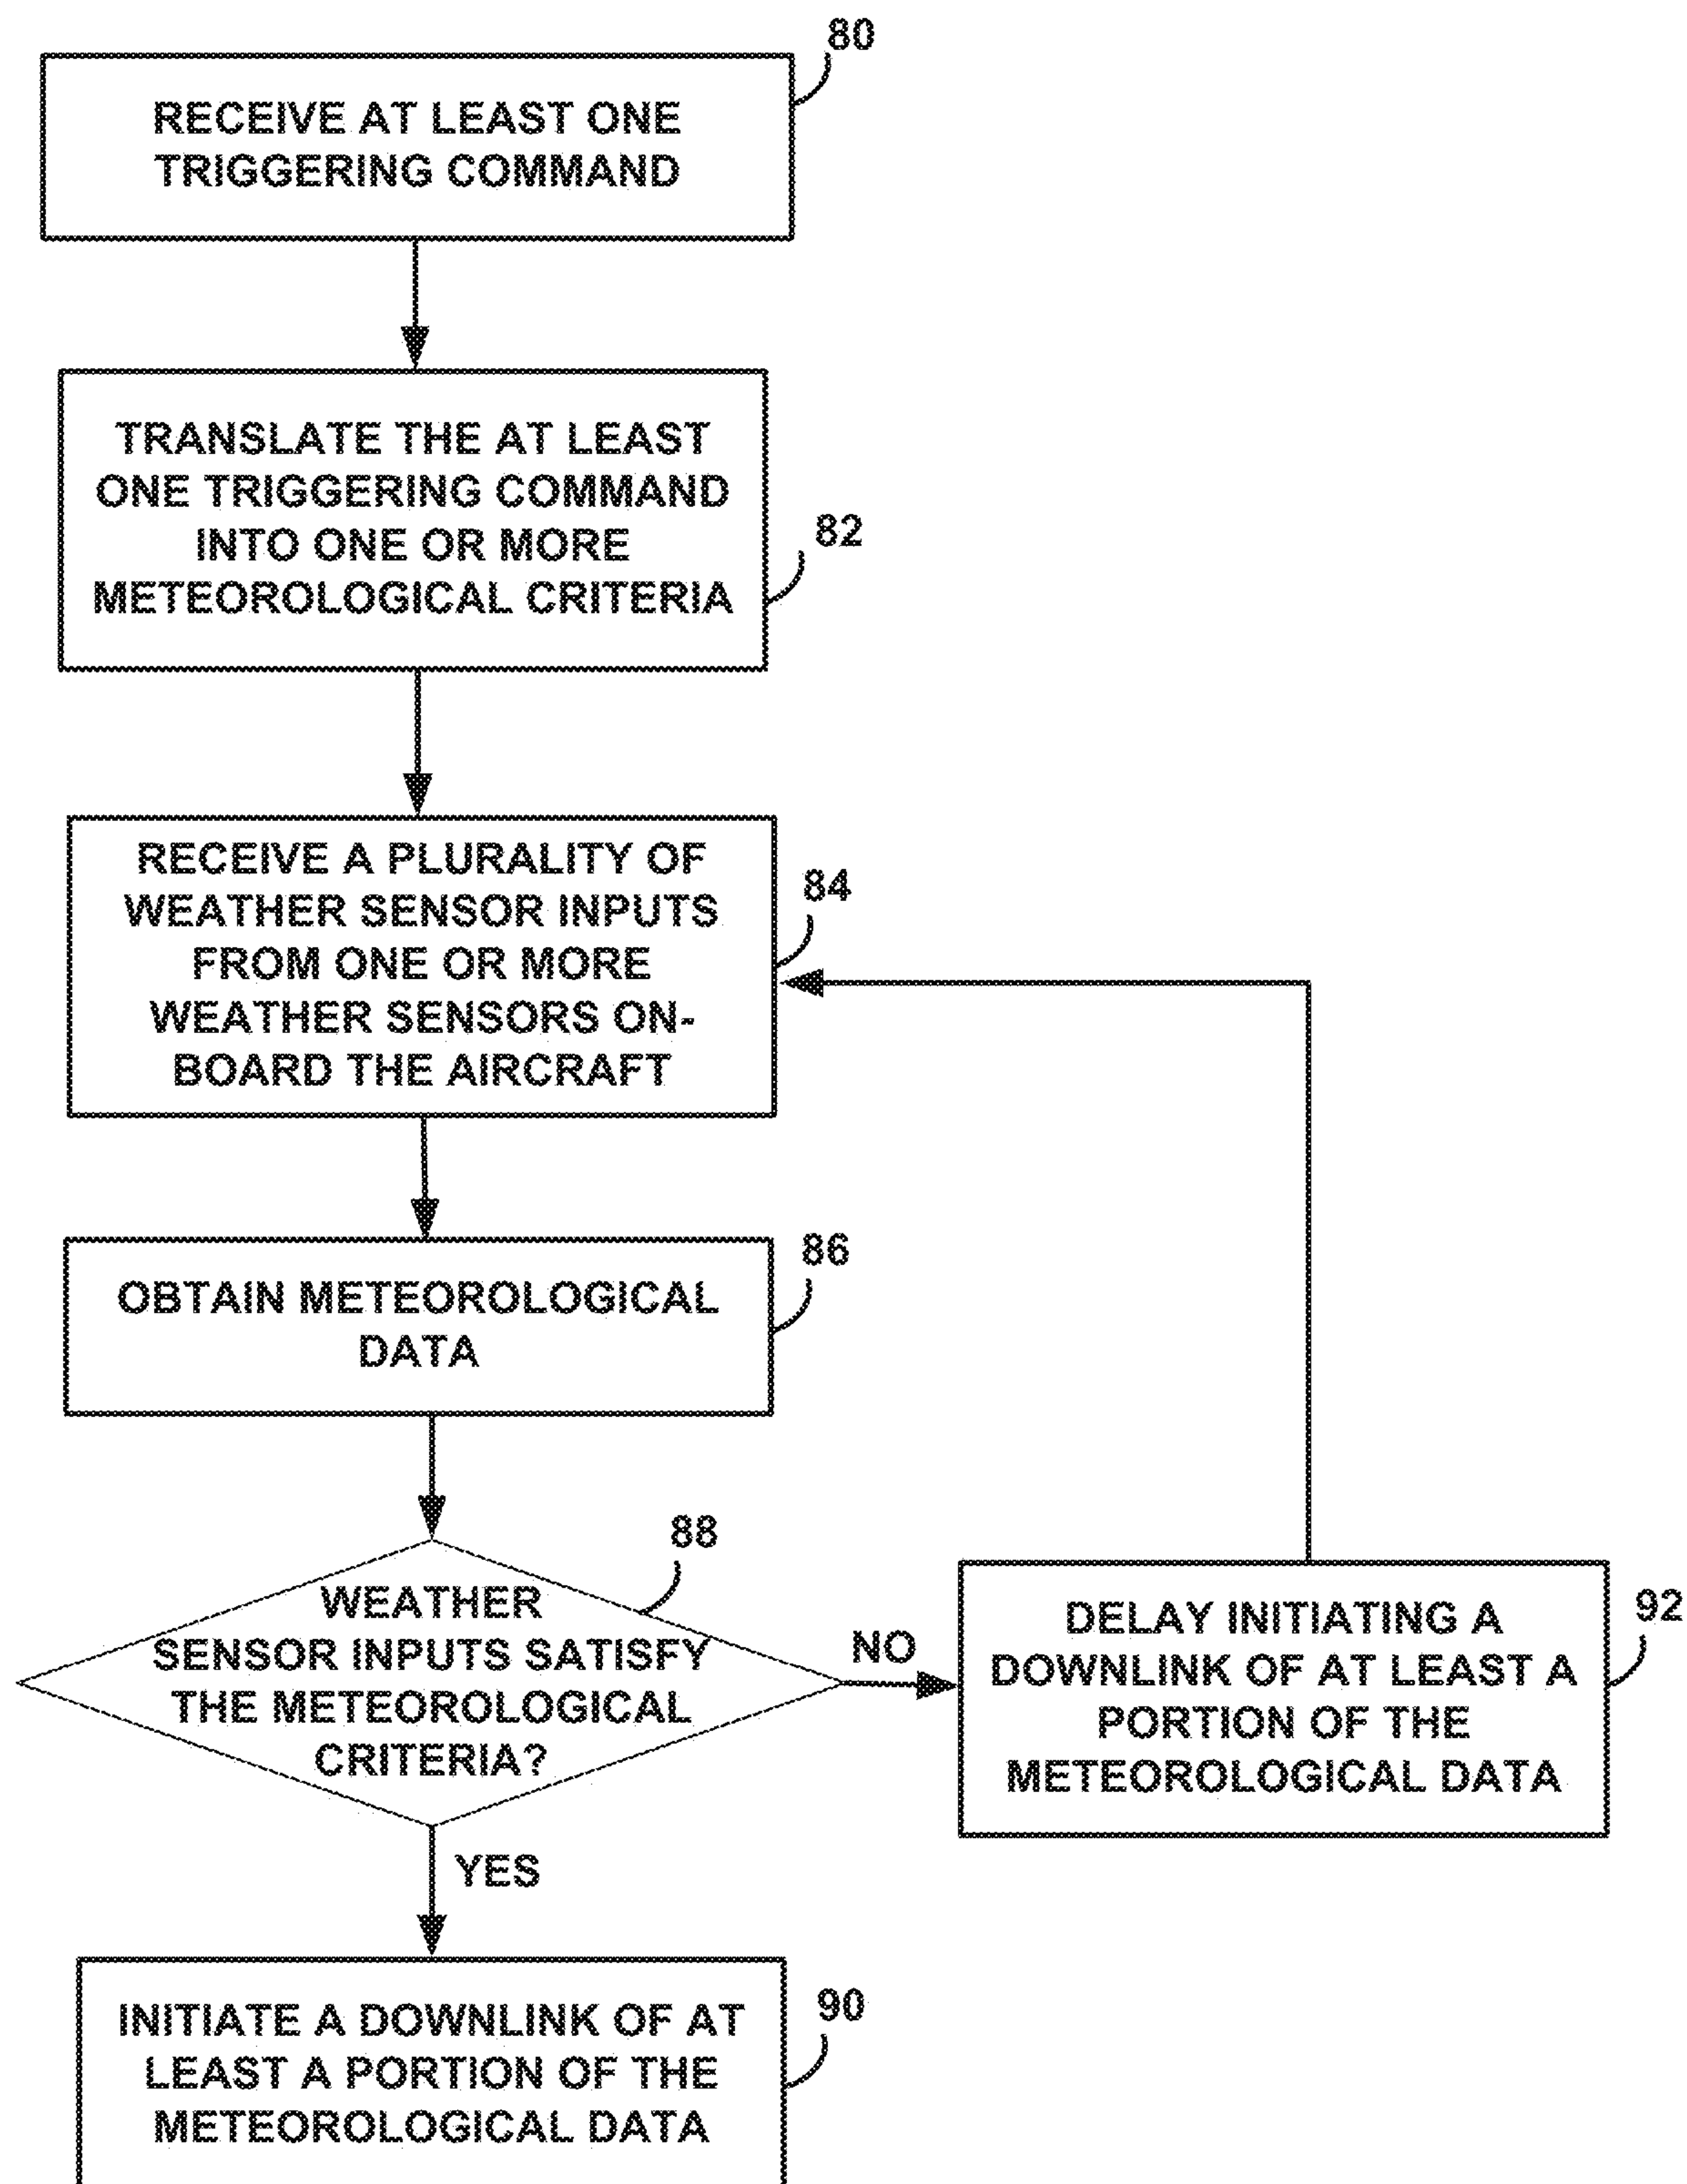 80
RECEIVE AT LEAST ONE
TRIGGERING COMMAND
TRANSLATE THE AT LEAST
ONE TRIGGERING COMMAND
INTO ONE OR MORE
METEOROLOGICAL CRITERIA
82
RECEIVE A PLURALITY OF
WEATHER SENSOR INPUTS
FROM ONE OR MORE
WEATHER SENSORS ON-
BOARD THE AIRCRAFT
84
OBTAIN METEOROLOGICAL
DATA
86
WEATHER
SENSOR INPUTS SATISFY
THE METEOROLOGICAL
CRITERIA?
88
NO
DELAY INITIATING A
DOWNLINK OF AT LEAST A
PORTION OF THE
METEOROLOGICAL DATA
92
YES
INITIATE A DOWNLINK OF AT
LEAST A PORTION OF THE
METEOROLOGICAL DATA
90